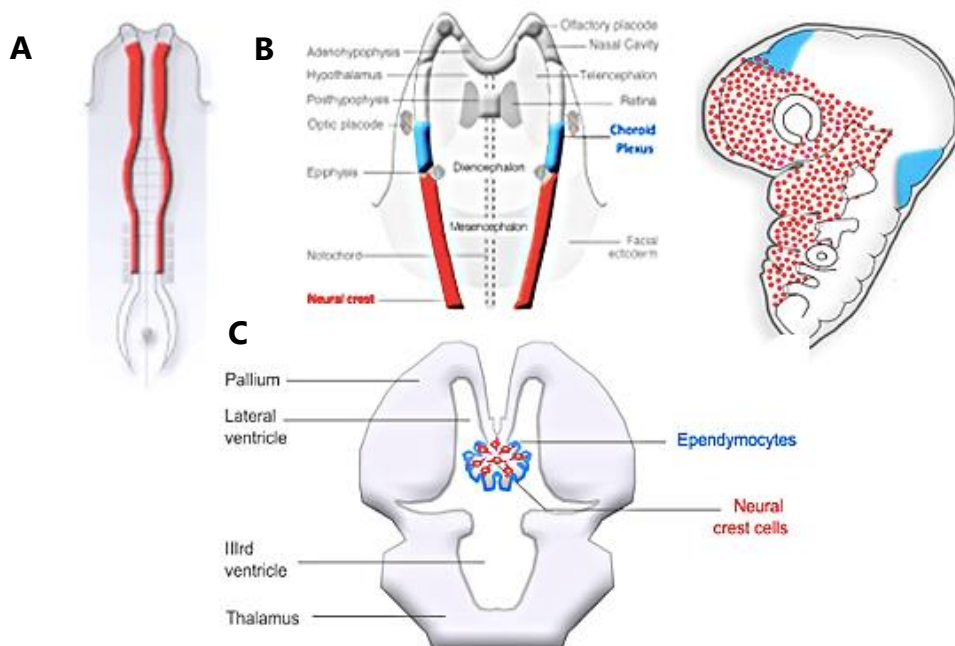 A
B
Olfactory placode
Adenohypophysis
Nasal Cavity
Hypothalamus
Telencephalon
Posthypophysis
Retina
Optic placode
Choroid
Plexus
Epiphysis
Diencephalon
Mesencephalon
Notochord
Facial
ectoderm
Neural crest
C
Pallium
Lateral
ventricle
Ependymocytes
Neural
crest cells
IIIrd
ventricle
Thalamus